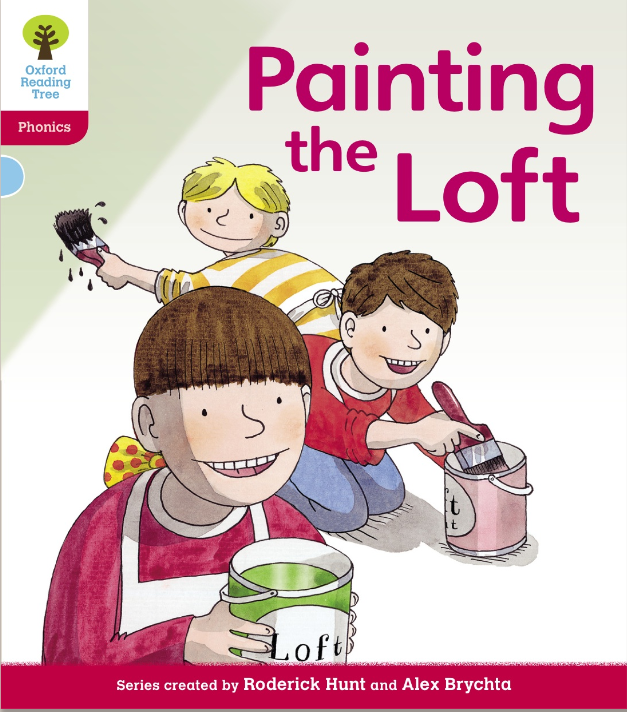 Oxford
Reading
Tree
Phonics
Painting
the Loft
t
t
Loft
Series created by Roderick Hunt and Alex Brychta